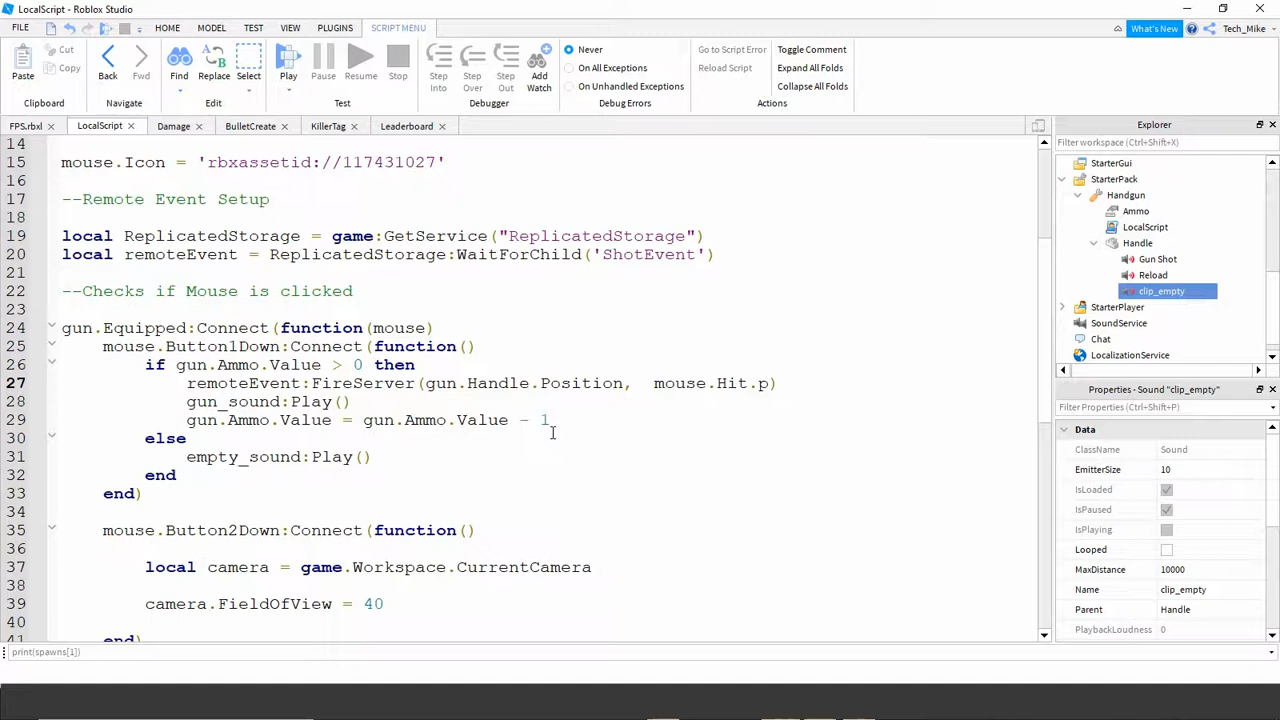 LocalScript - Roblox Studio
FILE HOME MODEL TEST VIEW PLUGINS SCRIPT MENU What's New Tech_Mike
Paste
Cut
Copy
Clipboard
Back
Fwd
Navigate
Find
Replace
Select
Edit
Play
Pause
Resume
Stop
Test
Step Into
Step Over
Step Out
Add Watch
Debugger
Never
On All Exceptions
On Unhandled Exceptions
Debug Errors
Go to Script Error
Reload Script
Toggle Comment
Expand All Folds
Collapse All Folds
Actions
FPS.rbxl LocalScript Damage BulletCreate KillerTag Leaderboard
14
15 mouse.Icon = 'rbxassetid://117431027'
16
17 --Remote Event Setup
18
19 local ReplicatedStorage = game:GetService("ReplicatedStorage")
20 local remoteEvent = ReplicatedStorage:WaitForChild('ShotEvent')
21
22 --Checks if Mouse is clicked
23
24 gun.Equipped:Connect(function(mouse)
25 mouse.Button1Down:Connect(function()
26 if gun.Ammo.Value > 0 then
27 remoteEvent:FireServer(gun.Handle.Position, mouse.Hit.p)
28 gun_sound:Play()
29 gun.Ammo.Value = gun.Ammo.Value - 1
30 else
31 empty_sound:Play()
32 end
33 end)
34
35 mouse.Button2Down:Connect(function()
36
37 local camera = game.Workspace.CurrentCamera
38
39 camera.FieldOfView = 40
40
41 end)
print(spawns[1])
Explorer
Filter workspace (Ctrl+Shift+X)
StarterGui
StarterPack
Handgun
Ammo
LocalScript
Handle
Gun Shot
Reload
clip_empty
StarterPlayer
SoundService
Chat
LocalizationService
Properties - Sound "clip_empty"
Filter Properties (Ctrl+Shift+P)
Data
ClassName Sound
EmitterSize 10
IsLoaded
IsPaused
IsPlaying
Looped
MaxDistance 10000
Name clip_empty
Parent Handle
PlaybackLoudness 0